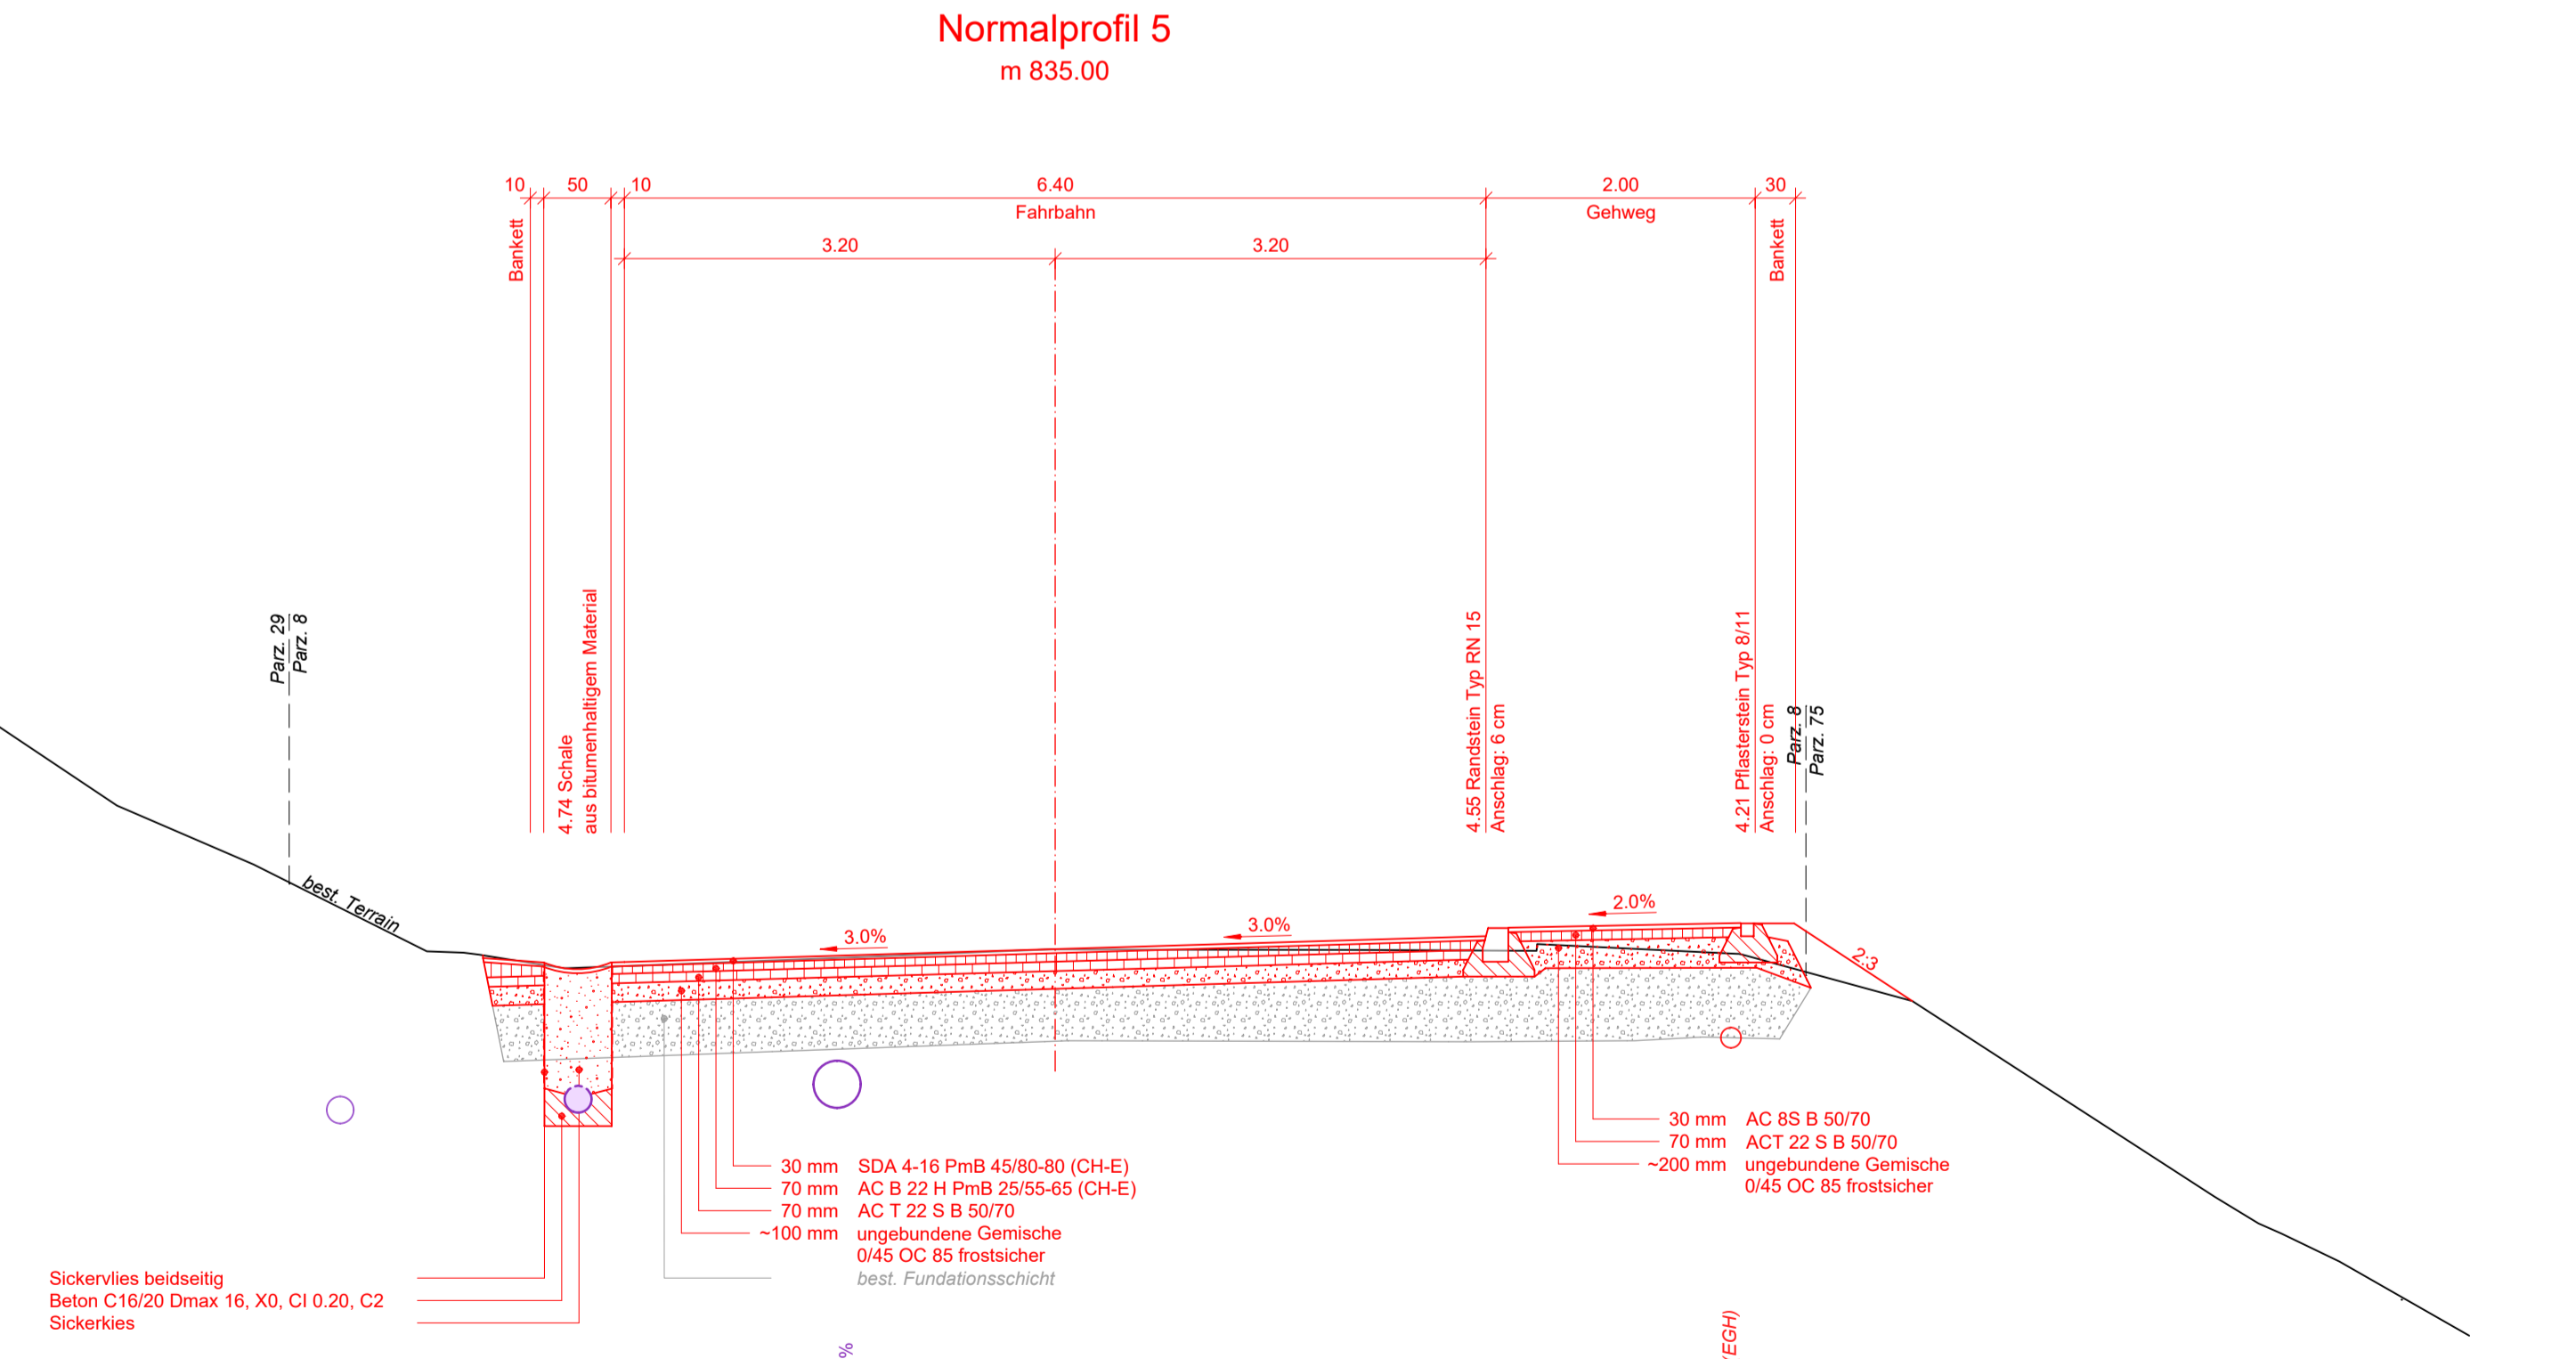 Normalprofil 5
m 835.00
10
50
10
6.40
2.00
30
Fahrbahn
Gehweg
Bankett
Bankett
3.20
3.20
Parz. 29
Parz. 8
4.74 Schale
aus bitumenhaltigem Material
4.55 Randstein Typ RN 15
Anschlag: 6 cm
4.21 Pflasterstein Typ 8/11
Anschlag: 0 cm
Parz. 8
Parz. 75
best. Terrain
3.0%
3.0%
2.0%
2:3
30 mm AC 8S B 50/70
70 mm ACT 22 S B 50/70
~200 mm ungebundene Gemische
0/45 OC 85 frostsicher
30 mm SDA 4-16 PmB 45/80-80 (CH-E)
70 mm AC B 22 H PmB 25/55-65 (CH-E)
70 mm AC T 22 S B 50/70
~100 mm ungebundene Gemische
0/45 OC 85 frostsicher
best. Fundationsschicht
Sickervlies beidseitig
Beton C16/20 Dmax 16, X0, Cl 0.20, C2
Sickerkies
%
(EGH)